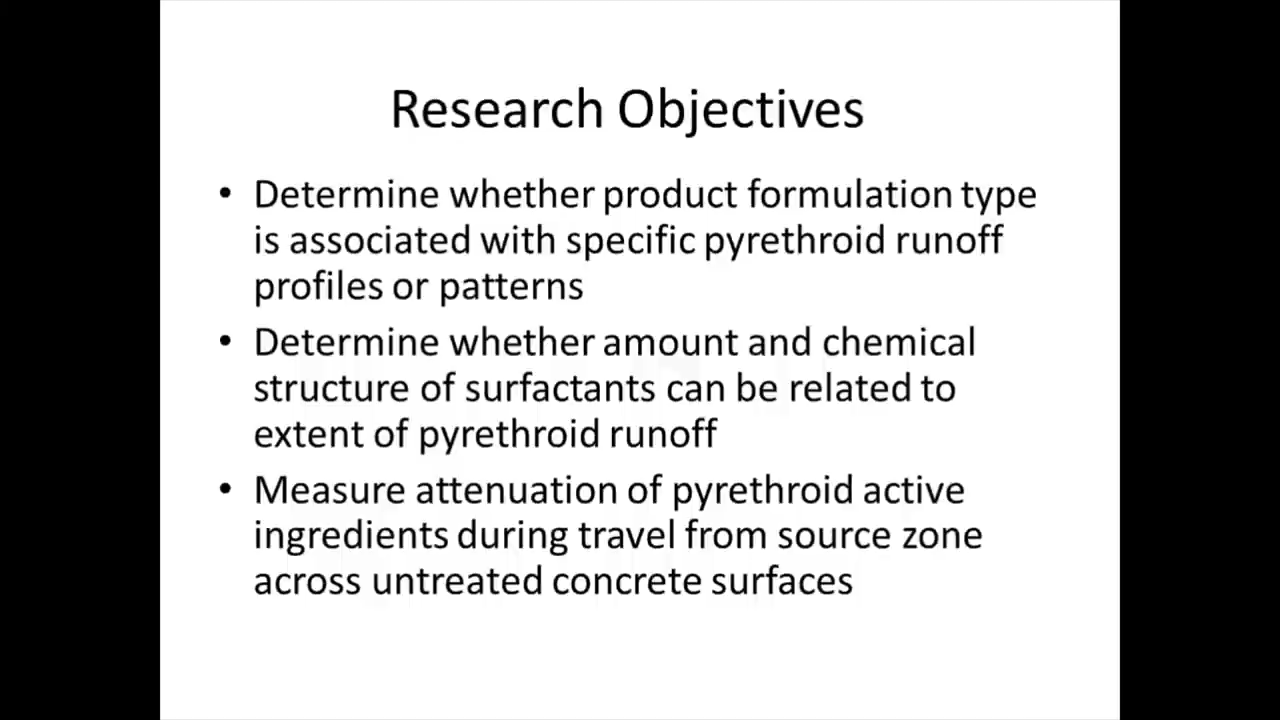 Research Objectives
• Determine whether product formulation type
is associated with specific pyrethroid runoff
profiles or patterns
• Determine whether amount and chemical
structure of surfactants can be related to
extent of pyrethroid runoff
• Measure attenuation of pyrethroid active
ingredients during travel from source zone
across untreated concrete surfaces